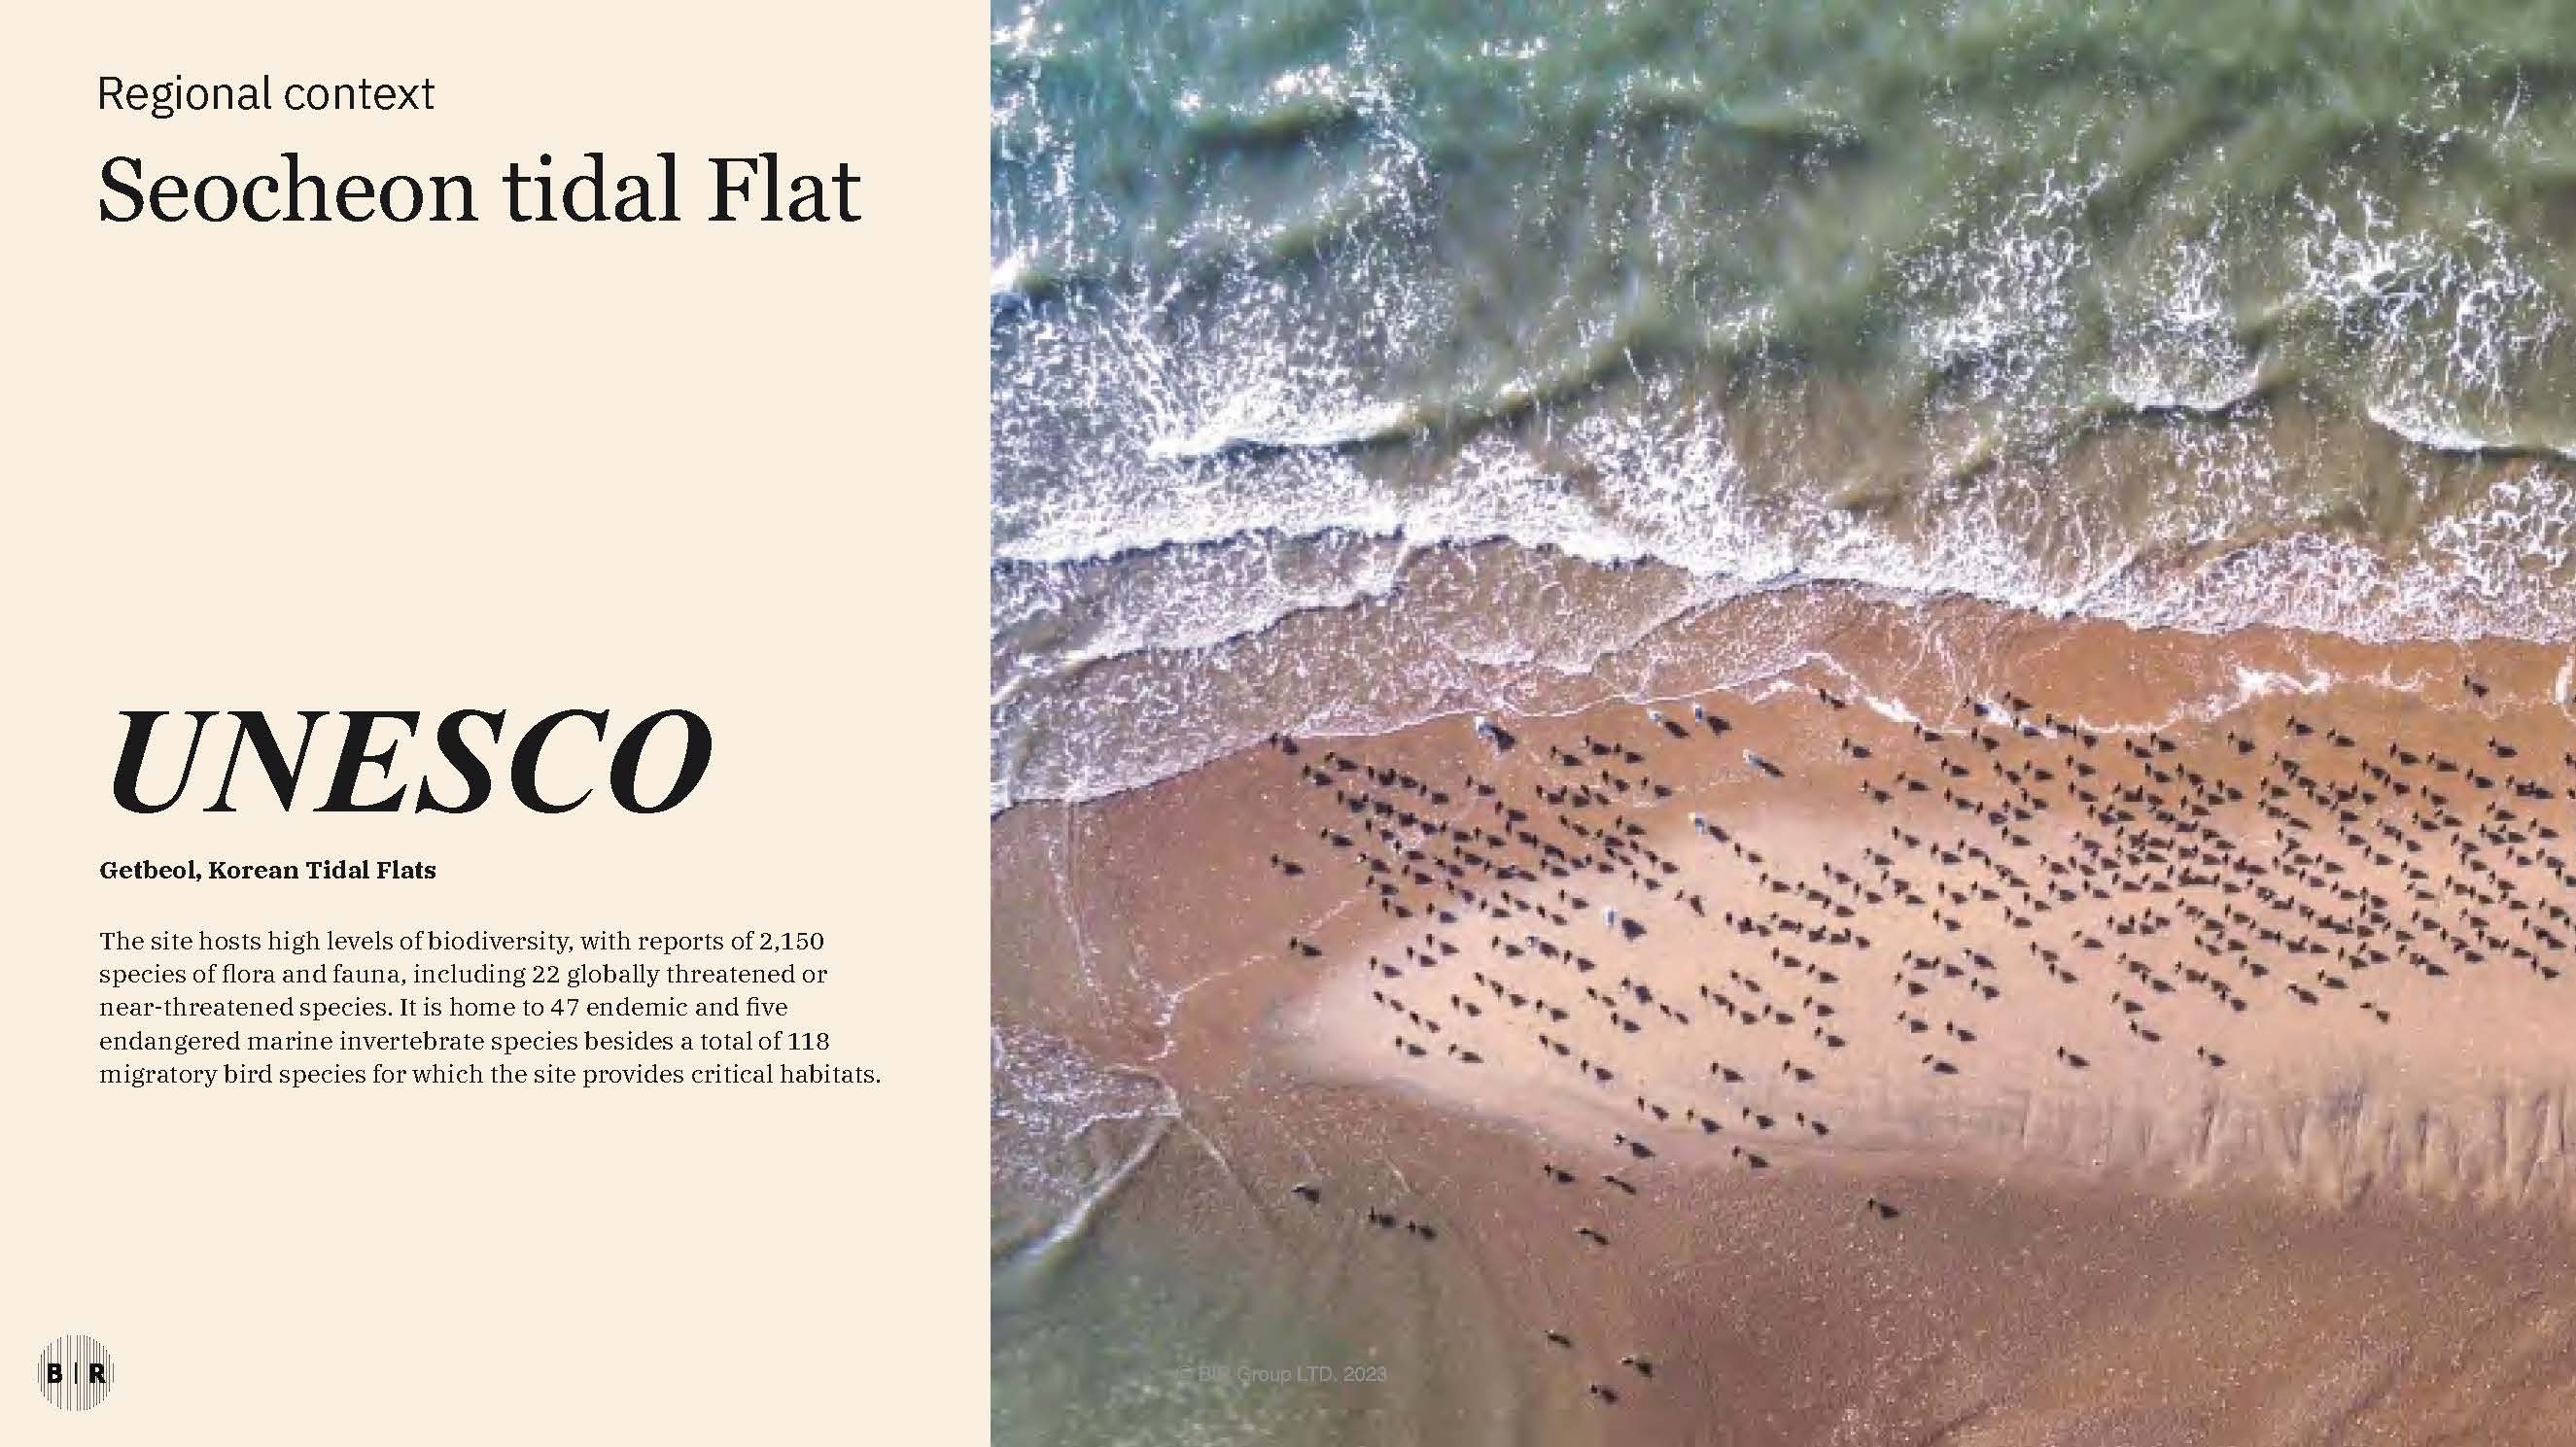 Regional context
Seocheon tidal Flat
UNESCO
Getbeol, Korean Tidal Flats
The site hosts high levels of biodiversity, with reports of 2,150
species of flora and fauna, including 22 globally threatened or
near-threatened species. It is home to 47 endemic and five
endangered marine invertebrate species besides a total of 118
migratory bird species for which the site provides critical habitats.
B | R
© BIR Group LTD, 2023